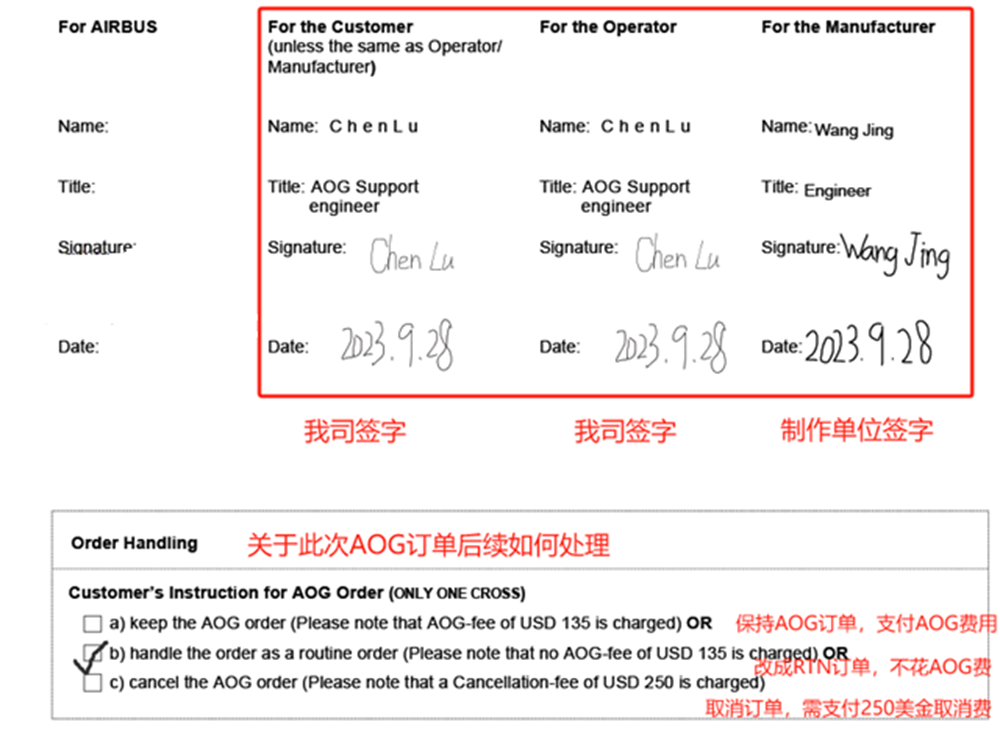 For AIRBUS
For the Customer
(unless the same as Operator/
Manufacturer)
For the Operator
For the Manufacturer
Name:
Name: C h e n L u
Name: C h e n L u
Name: Wang Jing
Title:
Title: AOG Support
engineer
Title: AOG Support
engineer
Title: Engineer
Signature:
Signature: Chen Lu
Signature: Chen Lu
Signature: Wang Jing
Date:
Date: 2023.9.28
Date: 2023.9.28
Date: 2023.9.28
我司签字
我司签字
制作单位签字
Order Handling
关于此次AOG订单后续如何处理
Customer's Instruction for AOG Order (ONLY ONE CROSS)
a) keep the AOG order (Please note that AOG-fee of USD 135 is charged) OR
保持AOG订单，支付AOG费用
b) handle the order as a routine order (Please note that no AOG-fee of USD 135 is charged) OR
改成RTN订单，不花AOG费
c) cancel the AOG order (Please note that a Cancellation-fee of USD 250 is charged)
取消订单，需支付250美金取消费